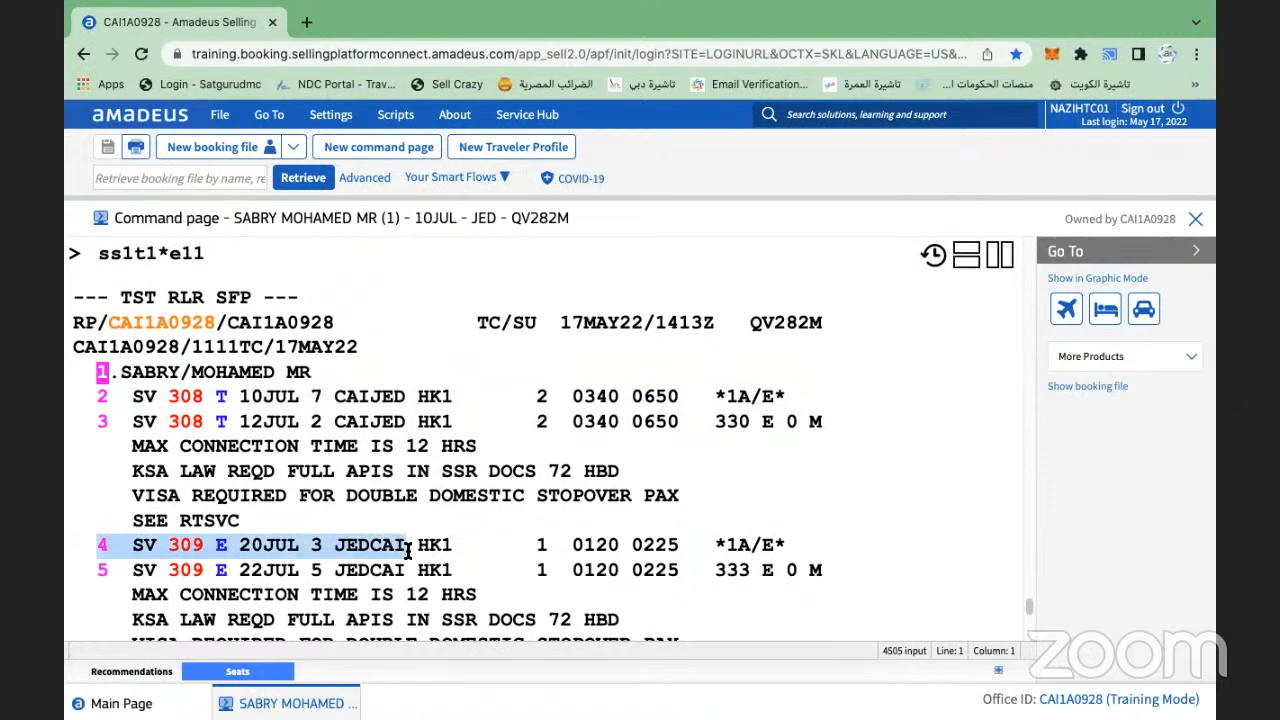 CAI1A0928 - Amadeus Selling
training.booking.sellingplatformconnect.amadeus.com/app_sell2.0/apf/init/login?SITE=LOGINURL&OCTX=SKL&LANGUAGE=US&...
Apps Login - Satgurudmc NDC Portal - Trav... Sell Crazy الضرائب المصرية تاشيرة دبي Email Verification... تاشيرة العمرة منصات الحكومات ا... تاشيرة الكويت »
amadeus File Go To Settings Scripts About Service Hub Search solutions, learning and support NAZIHTC01 Sign out
Last login: May 17, 2022
New booking file New command page New Traveler Profile
Retrieve booking file by name, re Retrieve Advanced Your Smart Flows COVID-19
Command page - SABRY MOHAMED MR (1) - 10JUL - JED - QV282M Owned by CAI1A0928
> ss1t1*e11
Go To
Show in Graphic Mode
More Products
Show booking file
--- TST RLR SFP ---
RP/CAI1A0928/CAI1A0928 TC/SU 17MAY22/1413Z QV282M
CAI1A0928/1111TC/17MAY22
1.SABRY/MOHAMED MR
2 SV 308 T 10JUL 7 CAIJED HK1 2 0340 0650 *1A/E*
3 SV 308 T 12JUL 2 CAIJED HK1 2 0340 0650 330 E 0 M
MAX CONNECTION TIME IS 12 HRS
KSA LAW REQD FULL APIS IN SSR DOCS 72 HBD
VISA REQUIRED FOR DOUBLE DOMESTIC STOPOVER PAX
SEE RTSVC
4 SV 309 E 20JUL 3 JEDCAI HK1 1 0120 0225 *1A/E*
5 SV 309 E 22JUL 5 JEDCAI HK1 1 0120 0225 333 E 0 M
MAX CONNECTION TIME IS 12 HRS
KSA LAW REQD FULL APIS IN SSR DOCS 72 HBD
VISA REQUIRED FOR DOUBLE DOMESTIC STOPOVER PAX
4505 input Line: 1 Column: 1
zoom
Recommendations Seats
Main Page SABRY MOHAMED ... Office ID: CAI1A0928 (Training Mode)